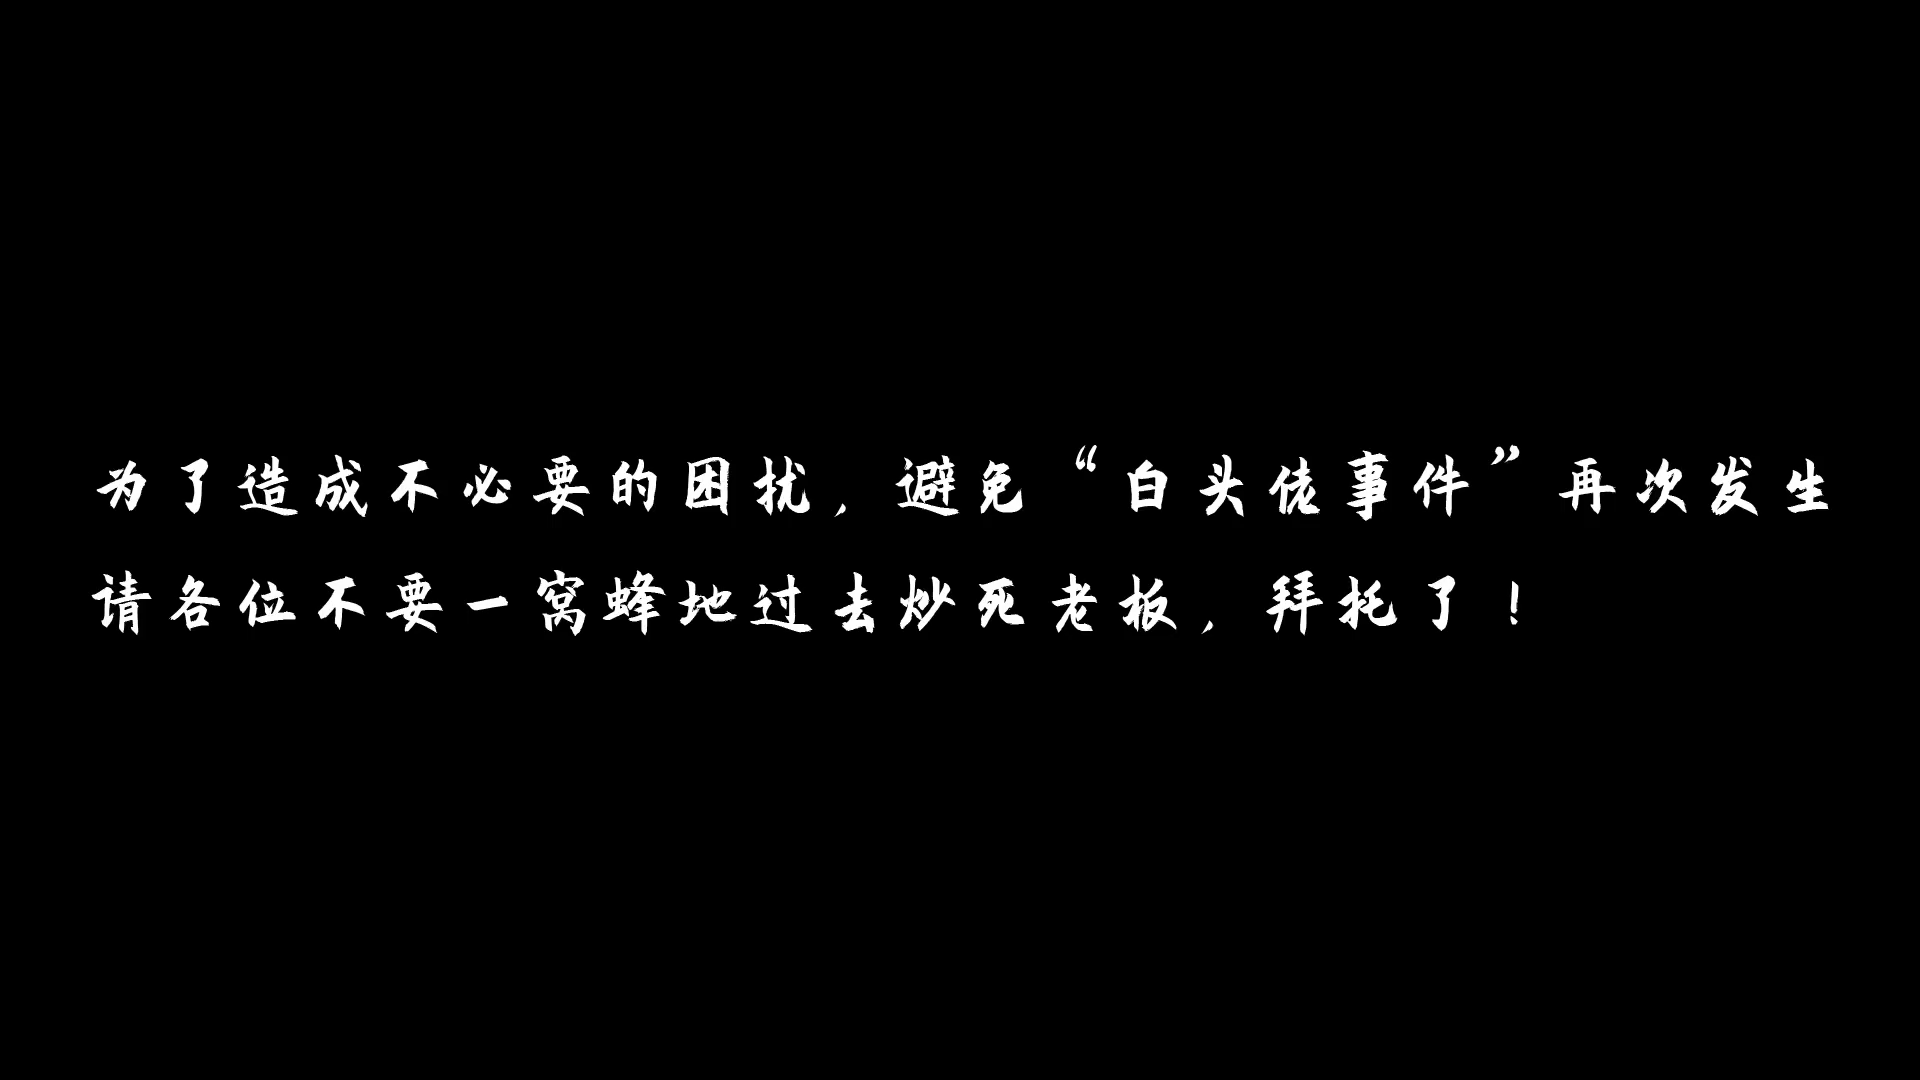 为了造成不必要的困扰，避免“白头佬事件”再次发生
请各位不要一窝蜂地过去炒死老板，拜托了！